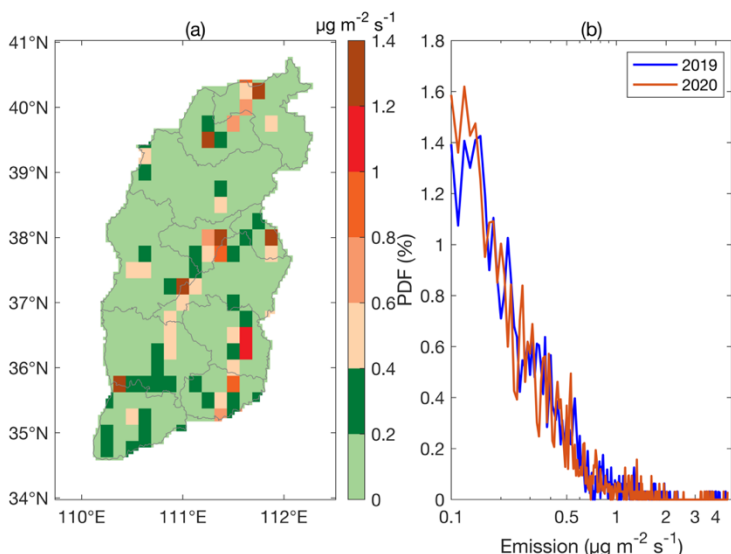 (a)
µg m-2 s-1
(b)
41°N
40°N
39°N
38°N
37°N
36°N
35°N
34°N
110°E
111°E
112°E
1.4
1.2
1
0.8
0.6
0.4
0.2
0
PDF (%)
1.8
1.6
1.4
1.2
1
0.8
0.6
0.4
0.2
0
2019
2020
0.1
0.5
1
2
3
4
Emission (µg m-2 s-1)